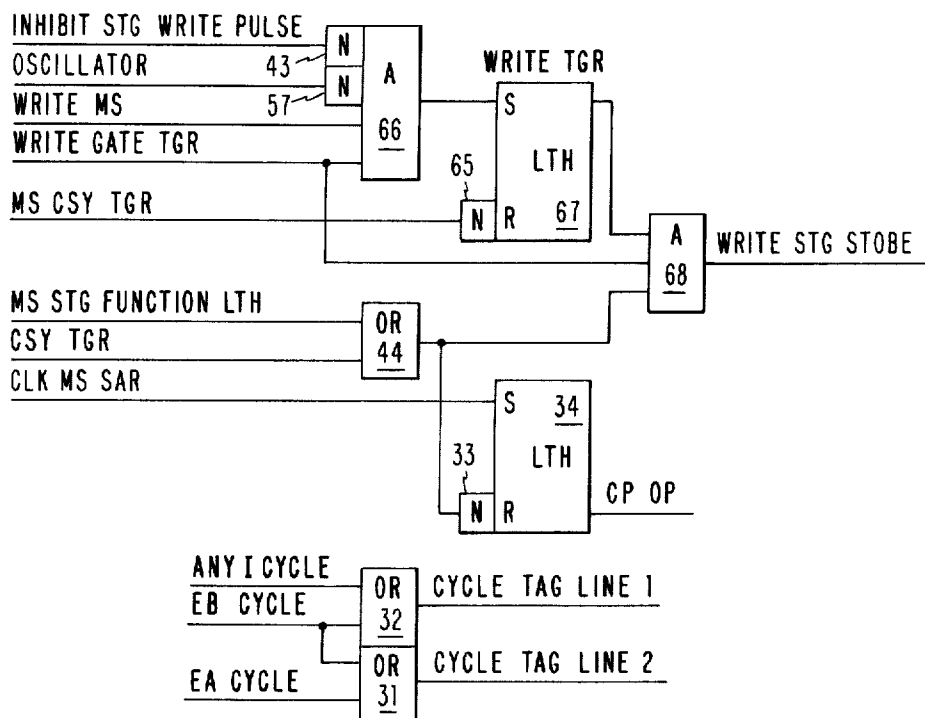 INHIBIT STG WRITE PULSE
N
43
A
OSCILLATOR
N
57
WRITE MS
66
WRITE GATE TGR
WRITE TGR
S
LTH
65
MS CSY TGR
N
R
67
A
68
WRITE STG STOBE
MS STG FUNCTION LTH
OR
CSY TGR
44
CLK MS SAR
S
34
LTH
33
N
R
CP OP
ANY I CYCLE
OR
CYCLE TAG LINE 1
EB CYCLE
32
OR
CYCLE TAG LINE 2
EA CYCLE
31